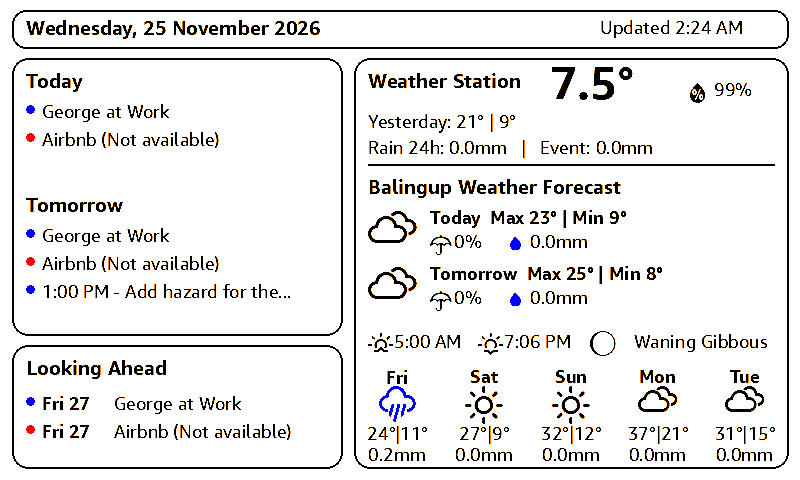 Wednesday, 25 November 2026
Updated 2:24 AM
Today
George at Work
Airbnb (Not available)
Tomorrow
George at Work
Airbnb (Not available)
1:00 PM - Add hazard for the...
Looking Ahead
Fri 27 George at Work
Fri 27 Airbnb (Not available)
Weather Station 7.5° 99%
Yesterday: 21° | 9°
Rain 24h: 0.0mm | Event: 0.0mm
Balingup Weather Forecast
Today Max 23° | Min 9°
0% 0.0mm
Tomorrow Max 25° | Min 8°
0% 0.0mm
5:00 AM 7:06 PM Waning Gibbous
Fri Sat Sun Mon Tue
24°|11° 27°|9° 32°|12° 37°|21° 31°|15°
0.2mm 0.0mm 0.0mm 0.0mm 0.0mm